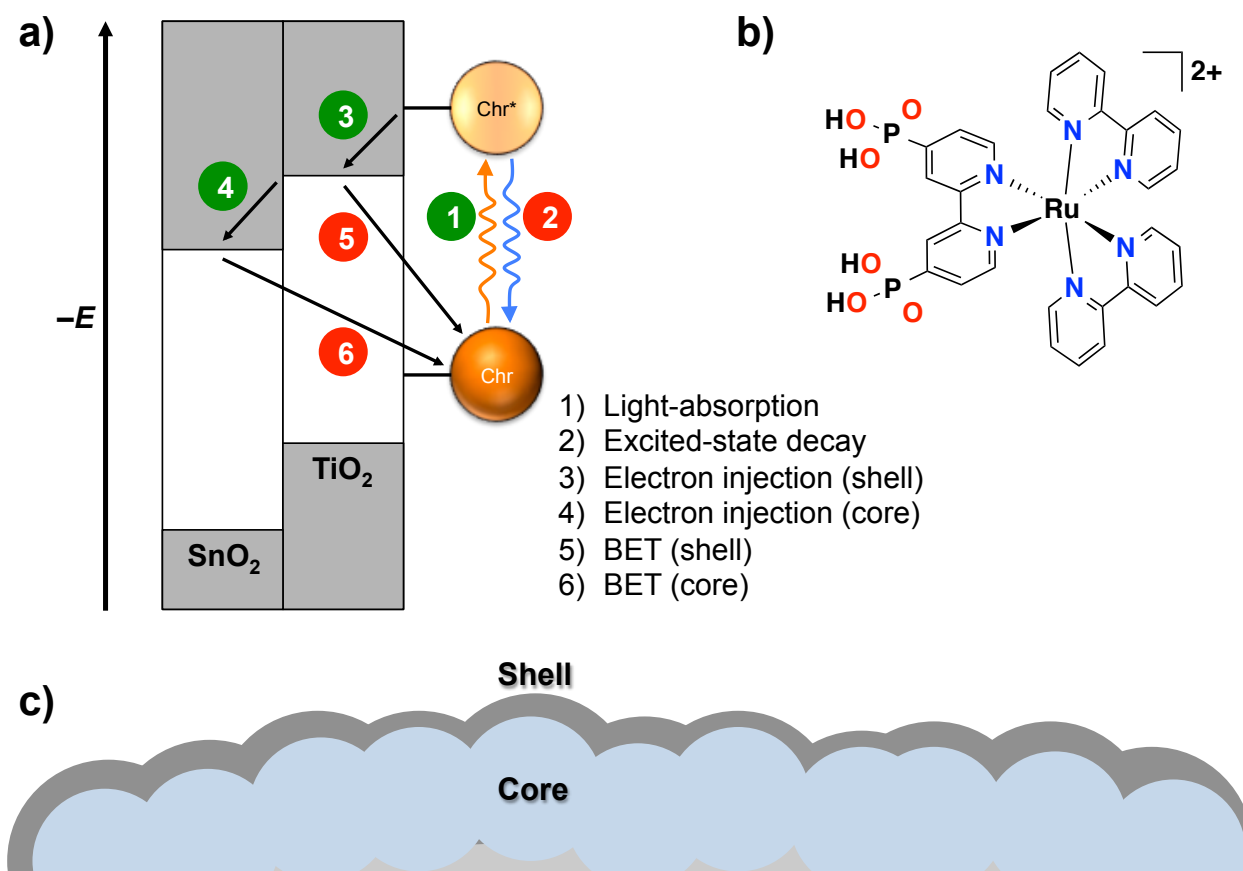 a)
–E
SnO2
TiO2
3
4
5
6
1
2
Chr*
Chr
1) Light-absorption
2) Excited-state decay
3) Electron injection (shell)
4) Electron injection (core)
5) BET (shell)
6) BET (core)
b)
2+
HO
O
P
HO
N
N
N
N
Ru
N
N
HO
P
HO
O
c)
Shell
Core